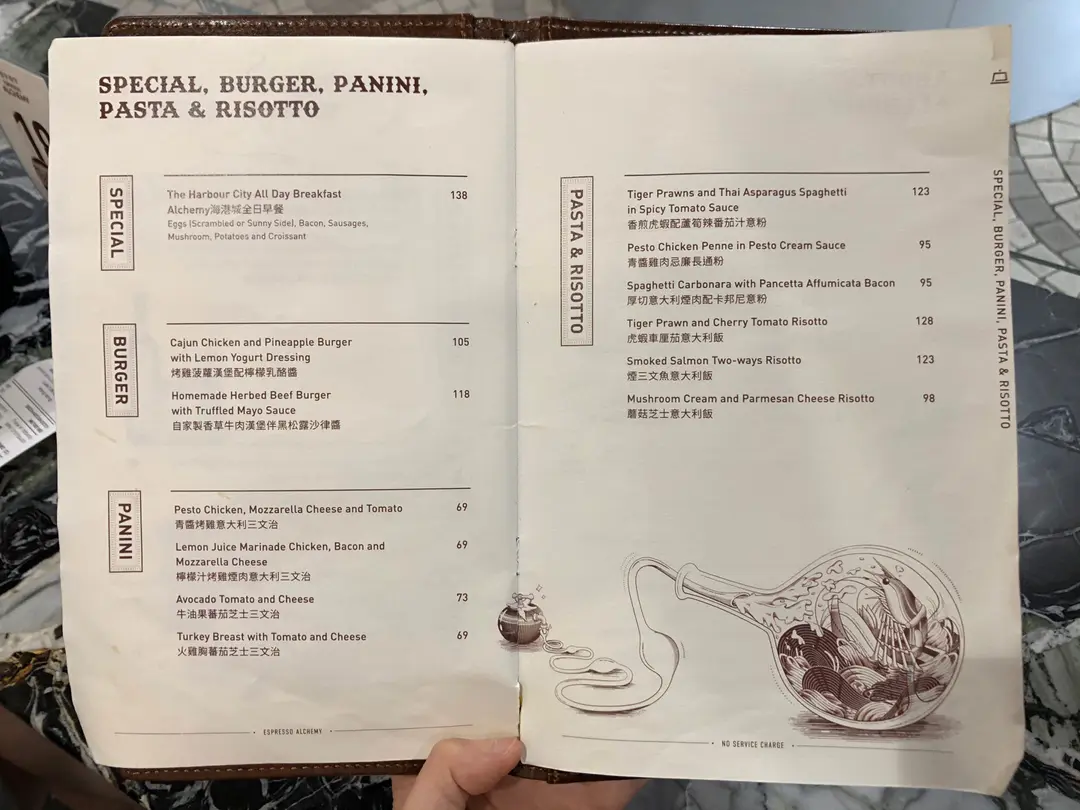 SPECIAL, BURGER, PANINI,
PASTA & RISOTTO
SPECIAL
The Harbour City All Day Breakfast 138
Alchemy海港城全日早餐
Eggs (Scrambled or Sunny Side), Bacon, Sausages,
Mushroom, Potatoes and Croissant
BURGER
Cajun Chicken and Pineapple Burger 105
with Lemon Yogurt Dressing
烤雞菠蘿漢堡配檸檬乳酪醬
Homemade Herbed Beef Burger 118
with Truffled Mayo Sauce
自家製香草牛肉漢堡伴黑松露沙律醬
PANINI
Pesto Chicken, Mozzarella Cheese and Tomato 69
青醬烤雞意大利三文治
Lemon Juice Marinade Chicken, Bacon and 69
Mozzarella Cheese
檸檬汁烤雞煙肉意大利三文治
Avocado Tomato and Cheese 73
牛油果蕃茄芝士三文治
Turkey Breast with Tomato and Cheese 69
火雞胸蕃茄芝士三文治
ESPRESSO ALCHEMY
PASTA & RISOTTO
Tiger Prawns and Thai Asparagus Spaghetti 123
in Spicy Tomato Sauce
香煎虎蝦配蘆筍辣番茄汁意粉
Pesto Chicken Penne in Pesto Cream Sauce 95
青醬雞肉忌廉長通粉
Spaghetti Carbonara with Pancetta Affumicata Bacon 95
厚切意大利煙肉配卡邦尼意粉
Tiger Prawn and Cherry Tomato Risotto 128
虎蝦車厘茄意大利飯
Smoked Salmon Two-ways Risotto 123
煙三文魚意大利飯
Mushroom Cream and Parmesan Cheese Risotto 98
蘑菇芝士意大利飯
NO SERVICE CHARGE
SPECIAL, BURGER, PANINI, PASTA & RISOTTO